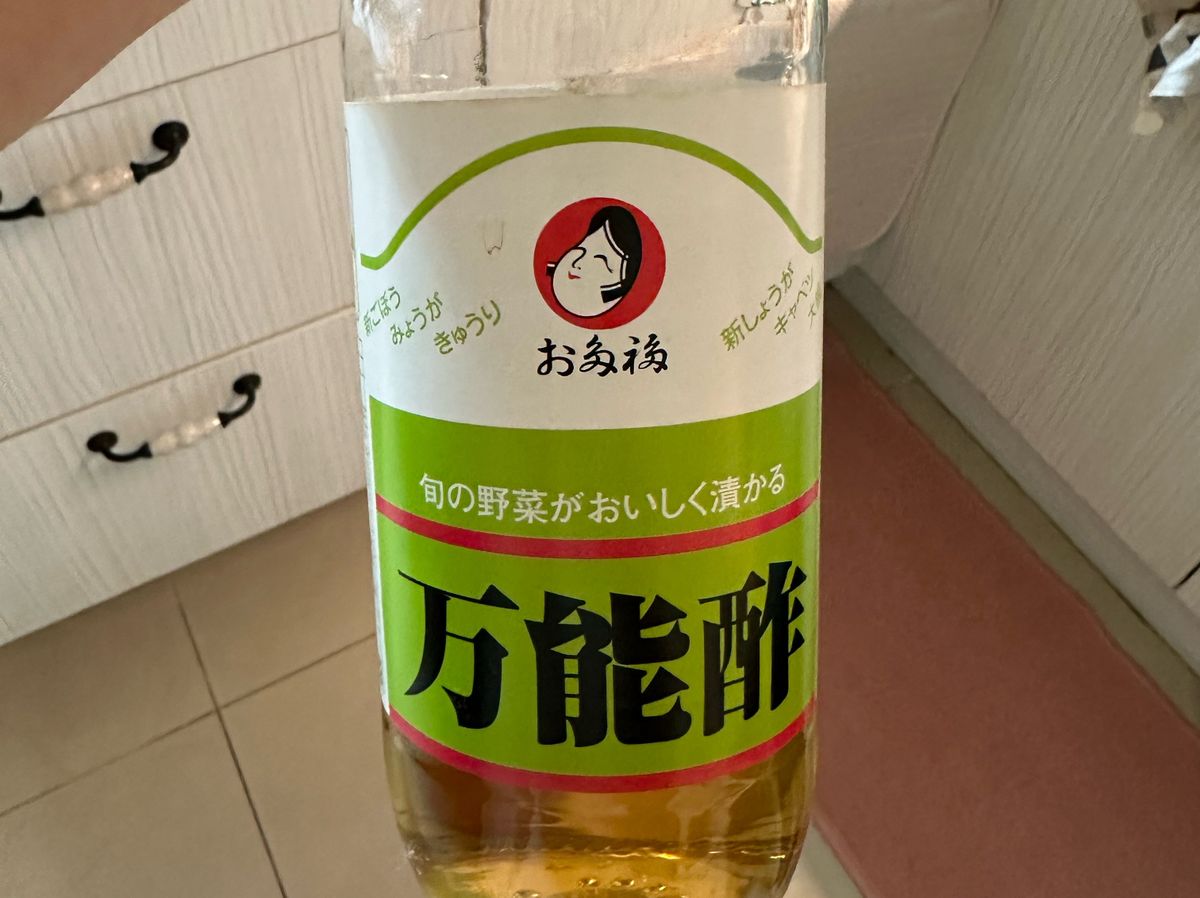 新ごぼう
みょうが
きゅうり
新しょうが
キャベツ
お多福
旬の野菜がおいしく漬かる
万能酢